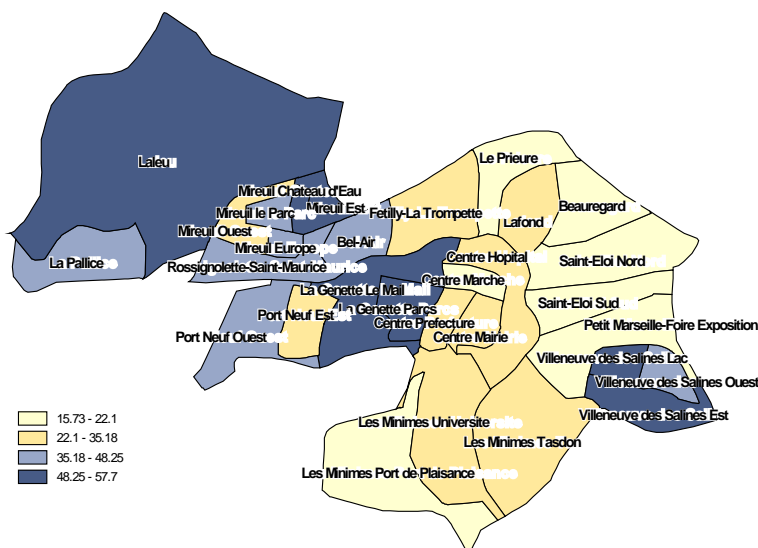 Le Prieure
Laleu
Mireuil Chateau d'Eau
Beauregard
Mireuil Est
Mireuil le Parc
Fetilly-La Trompette
Lafond
Mireuil Ouest
Mireuil Europe
Bel-Air
Centre Hopital
Saint-Eloi Nord
La Pallice
Rossignolette-Saint-Maurice
Centre Marche
La Genette Le Mail
Saint-Eloi Sud
La Genette Parcs
Port Neuf Est
Centre Prefecture
Petit Marseille-Foire Exposition
Port Neuf Ouest
Centre Mairie
Villeneuve des Salines Lac
Villeneuve des Salines Ouest
Villeneuve des Salines Est
Les Minimes Universite
Les Minimes Tasdon
Les Minimes Port de Plaisance
15.73 - 22.1
22.1 - 35.18
35.18 - 48.25
48.25 - 57.7